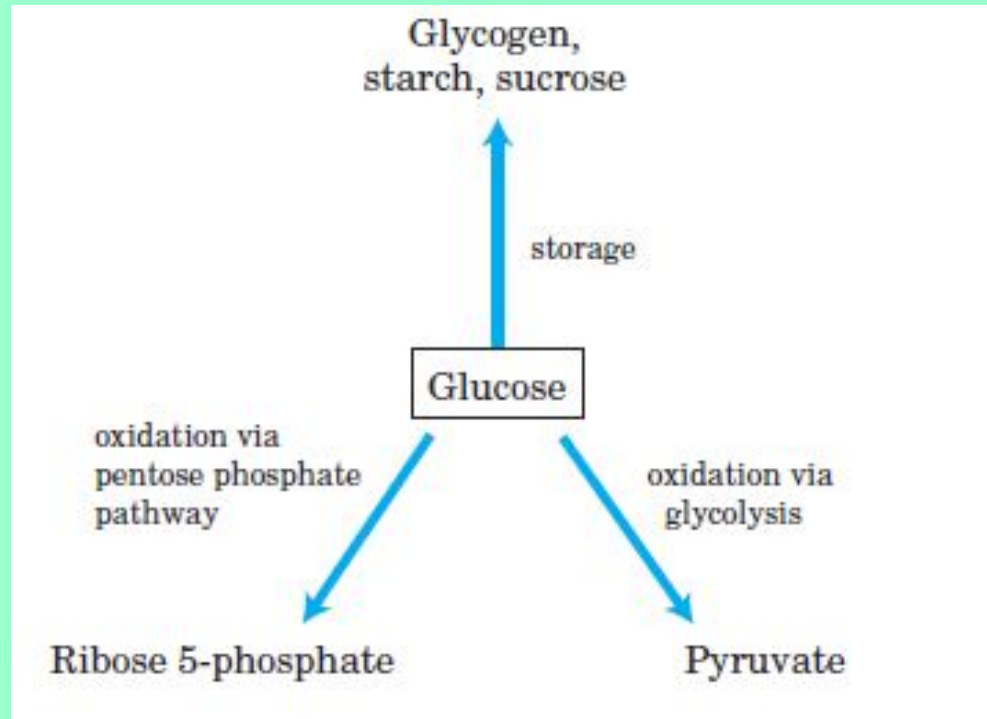 Glycogen,
starch, sucrose
storage
Glucose
oxidation via
pentose phosphate
pathway
oxidation via
glycolysis
Ribose 5-phosphate
Pyruvate